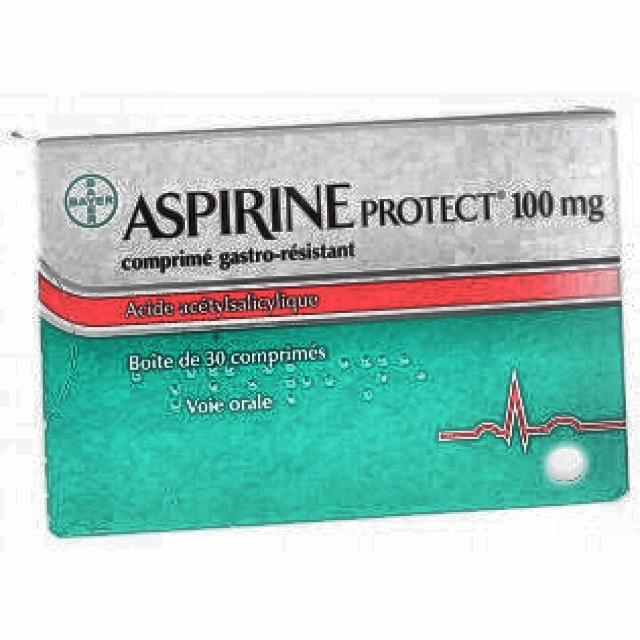 BAYER
ASPIRINE PROTECT® 100 mg
comprimé gastro-résistant
Acide acétylsalicylique
Boîte de 30 comprimés
Voie orale